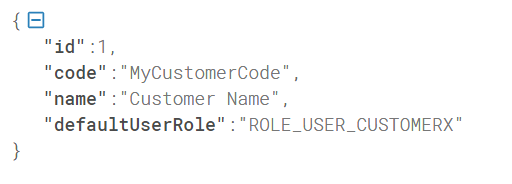 {
"id":1,
"code":"MyCustomerCode",
"name":"Customer Name",
"defaultUserRole":"ROLE_USER_CUSTOMERX"
}